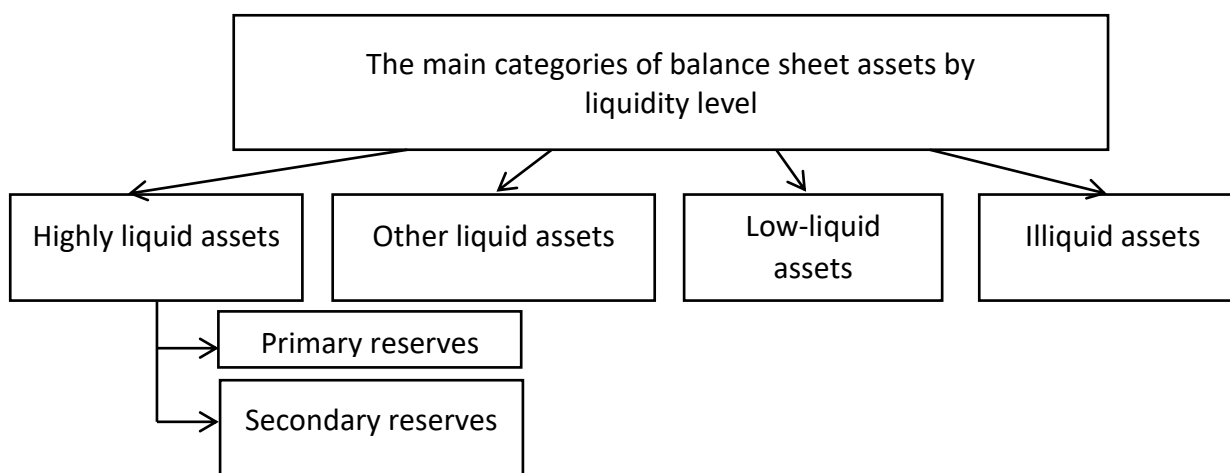 The main categories of balance sheet assets by
liquidity level
Highly liquid assets
Other liquid assets
Low-liquid
assets
Illiquid assets
Primary reserves
Secondary reserves